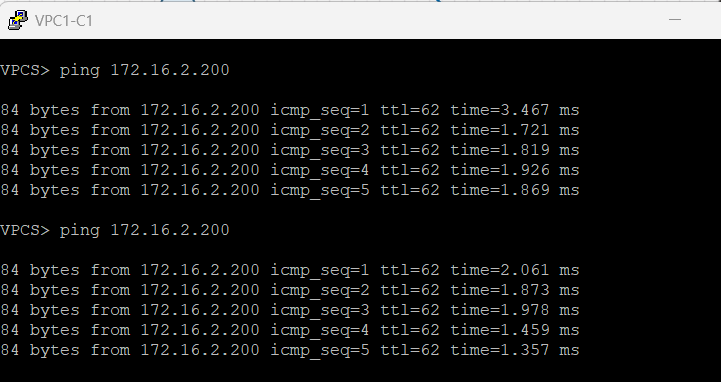 VPC1-C1
VPCS> ping 172.16.2.200
84 bytes from 172.16.2.200 icmp_seq=1 ttl=62 time=3.467 ms
84 bytes from 172.16.2.200 icmp_seq=2 ttl=62 time=1.721 ms
84 bytes from 172.16.2.200 icmp_seq=3 ttl=62 time=1.819 ms
84 bytes from 172.16.2.200 icmp_seq=4 ttl=62 time=1.926 ms
84 bytes from 172.16.2.200 icmp_seq=5 ttl=62 time=1.869 ms
VPCS> ping 172.16.2.200
84 bytes from 172.16.2.200 icmp_seq=1 ttl=62 time=2.061 ms
84 bytes from 172.16.2.200 icmp_seq=2 ttl=62 time=1.873 ms
84 bytes from 172.16.2.200 icmp_seq=3 ttl=62 time=1.978 ms
84 bytes from 172.16.2.200 icmp_seq=4 ttl=62 time=1.459 ms
84 bytes from 172.16.2.200 icmp_seq=5 ttl=62 time=1.357 ms